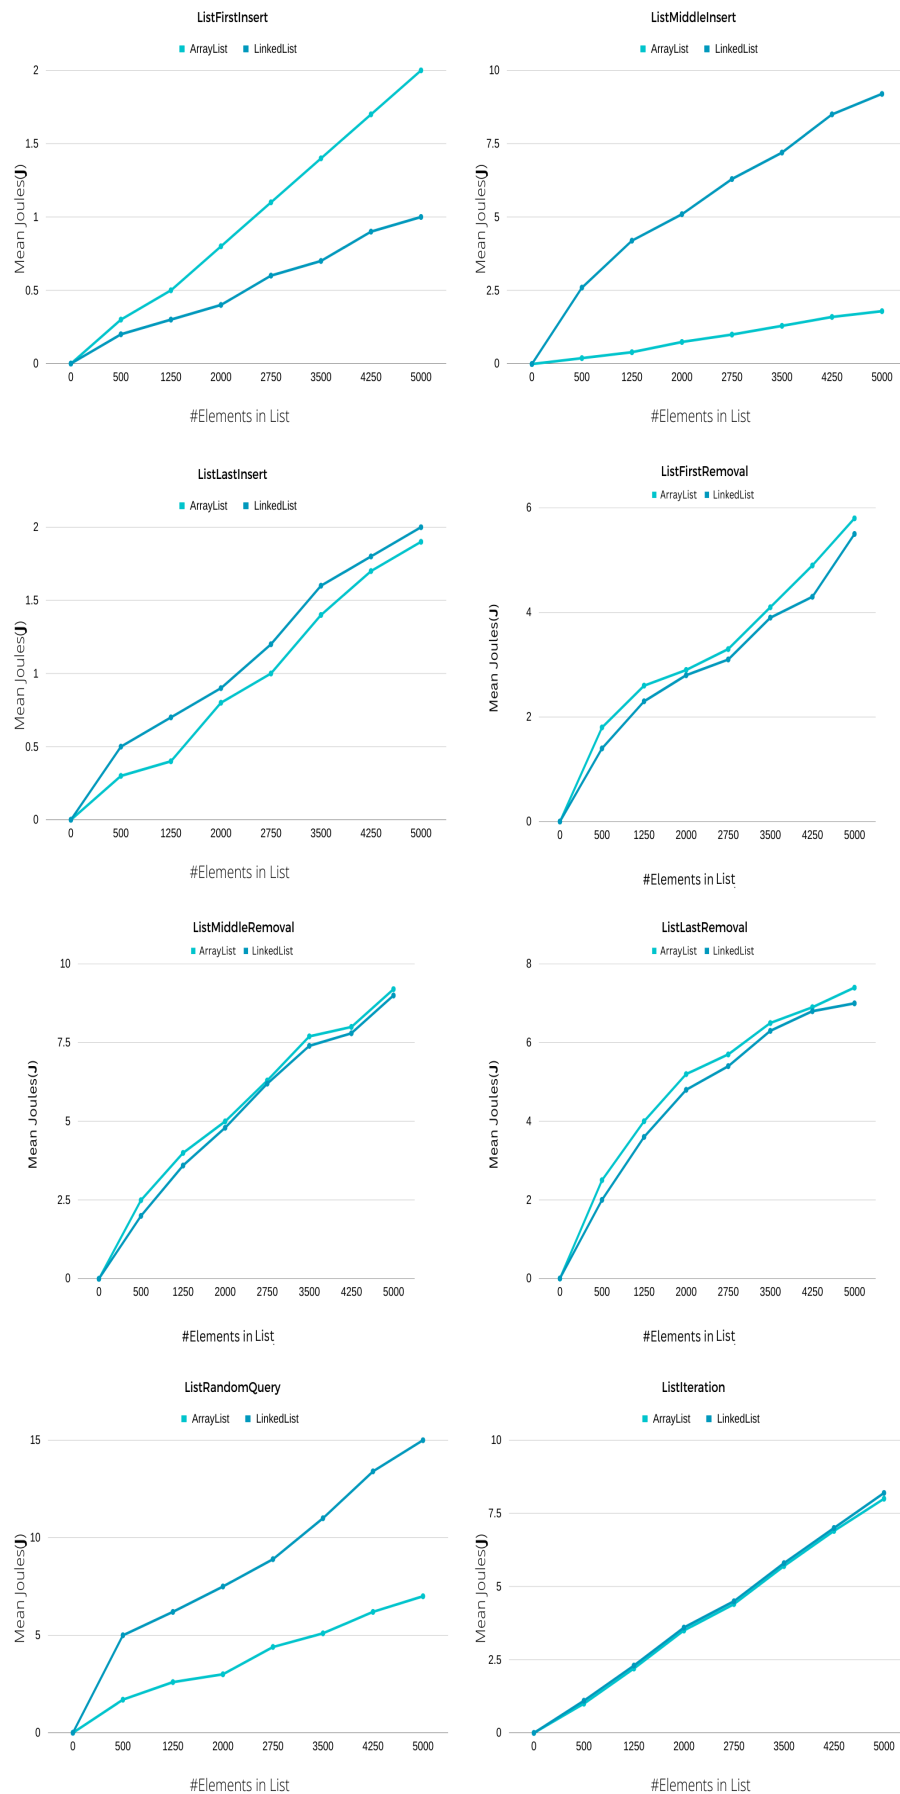 ListFirstInsert
ArrayList LinkedList
2
1.5
1
0.5
0
Mean Joules(J)
0 500 1250 2000 2750 3500 4250 5000
#Elements in List
ListMiddleInsert
ArrayList LinkedList
10
7.5
5
2.5
0
Mean Joules(J)
0 500 1250 2000 2750 3500 4250 5000
#Elements in List
ListLastInsert
ArrayList LinkedList
2
1.5
1
0.5
0
Mean Joules(J)
0 500 1250 2000 2750 3500 4250 5000
#Elements in List
ListFirstRemoval
ArrayList LinkedList
6
4
2
0
Mean Joules(J)
0 500 1250 2000 2750 3500 4250 5000
#Elements in List
ListMiddleRemoval
ArrayList LinkedList
10
7.5
5
2.5
0
Mean Joules(J)
0 500 1250 2000 2750 3500 4250 5000
#Elements in List
ListLastRemoval
ArrayList LinkedList
8
6
4
2
0
Mean Joules(J)
0 500 1250 2000 2750 3500 4250 5000
#Elements in List
ListRandomQuery
ArrayList LinkedList
15
10
5
0
Mean Joules(J)
0 500 1250 2000 2750 3500 4250 5000
#Elements in List
ListIteration
ArrayList LinkedList
10
7.5
5
2.5
0
Mean Joules(J)
0 500 1250 2000 2750 3500 4250 5000
#Elements in List